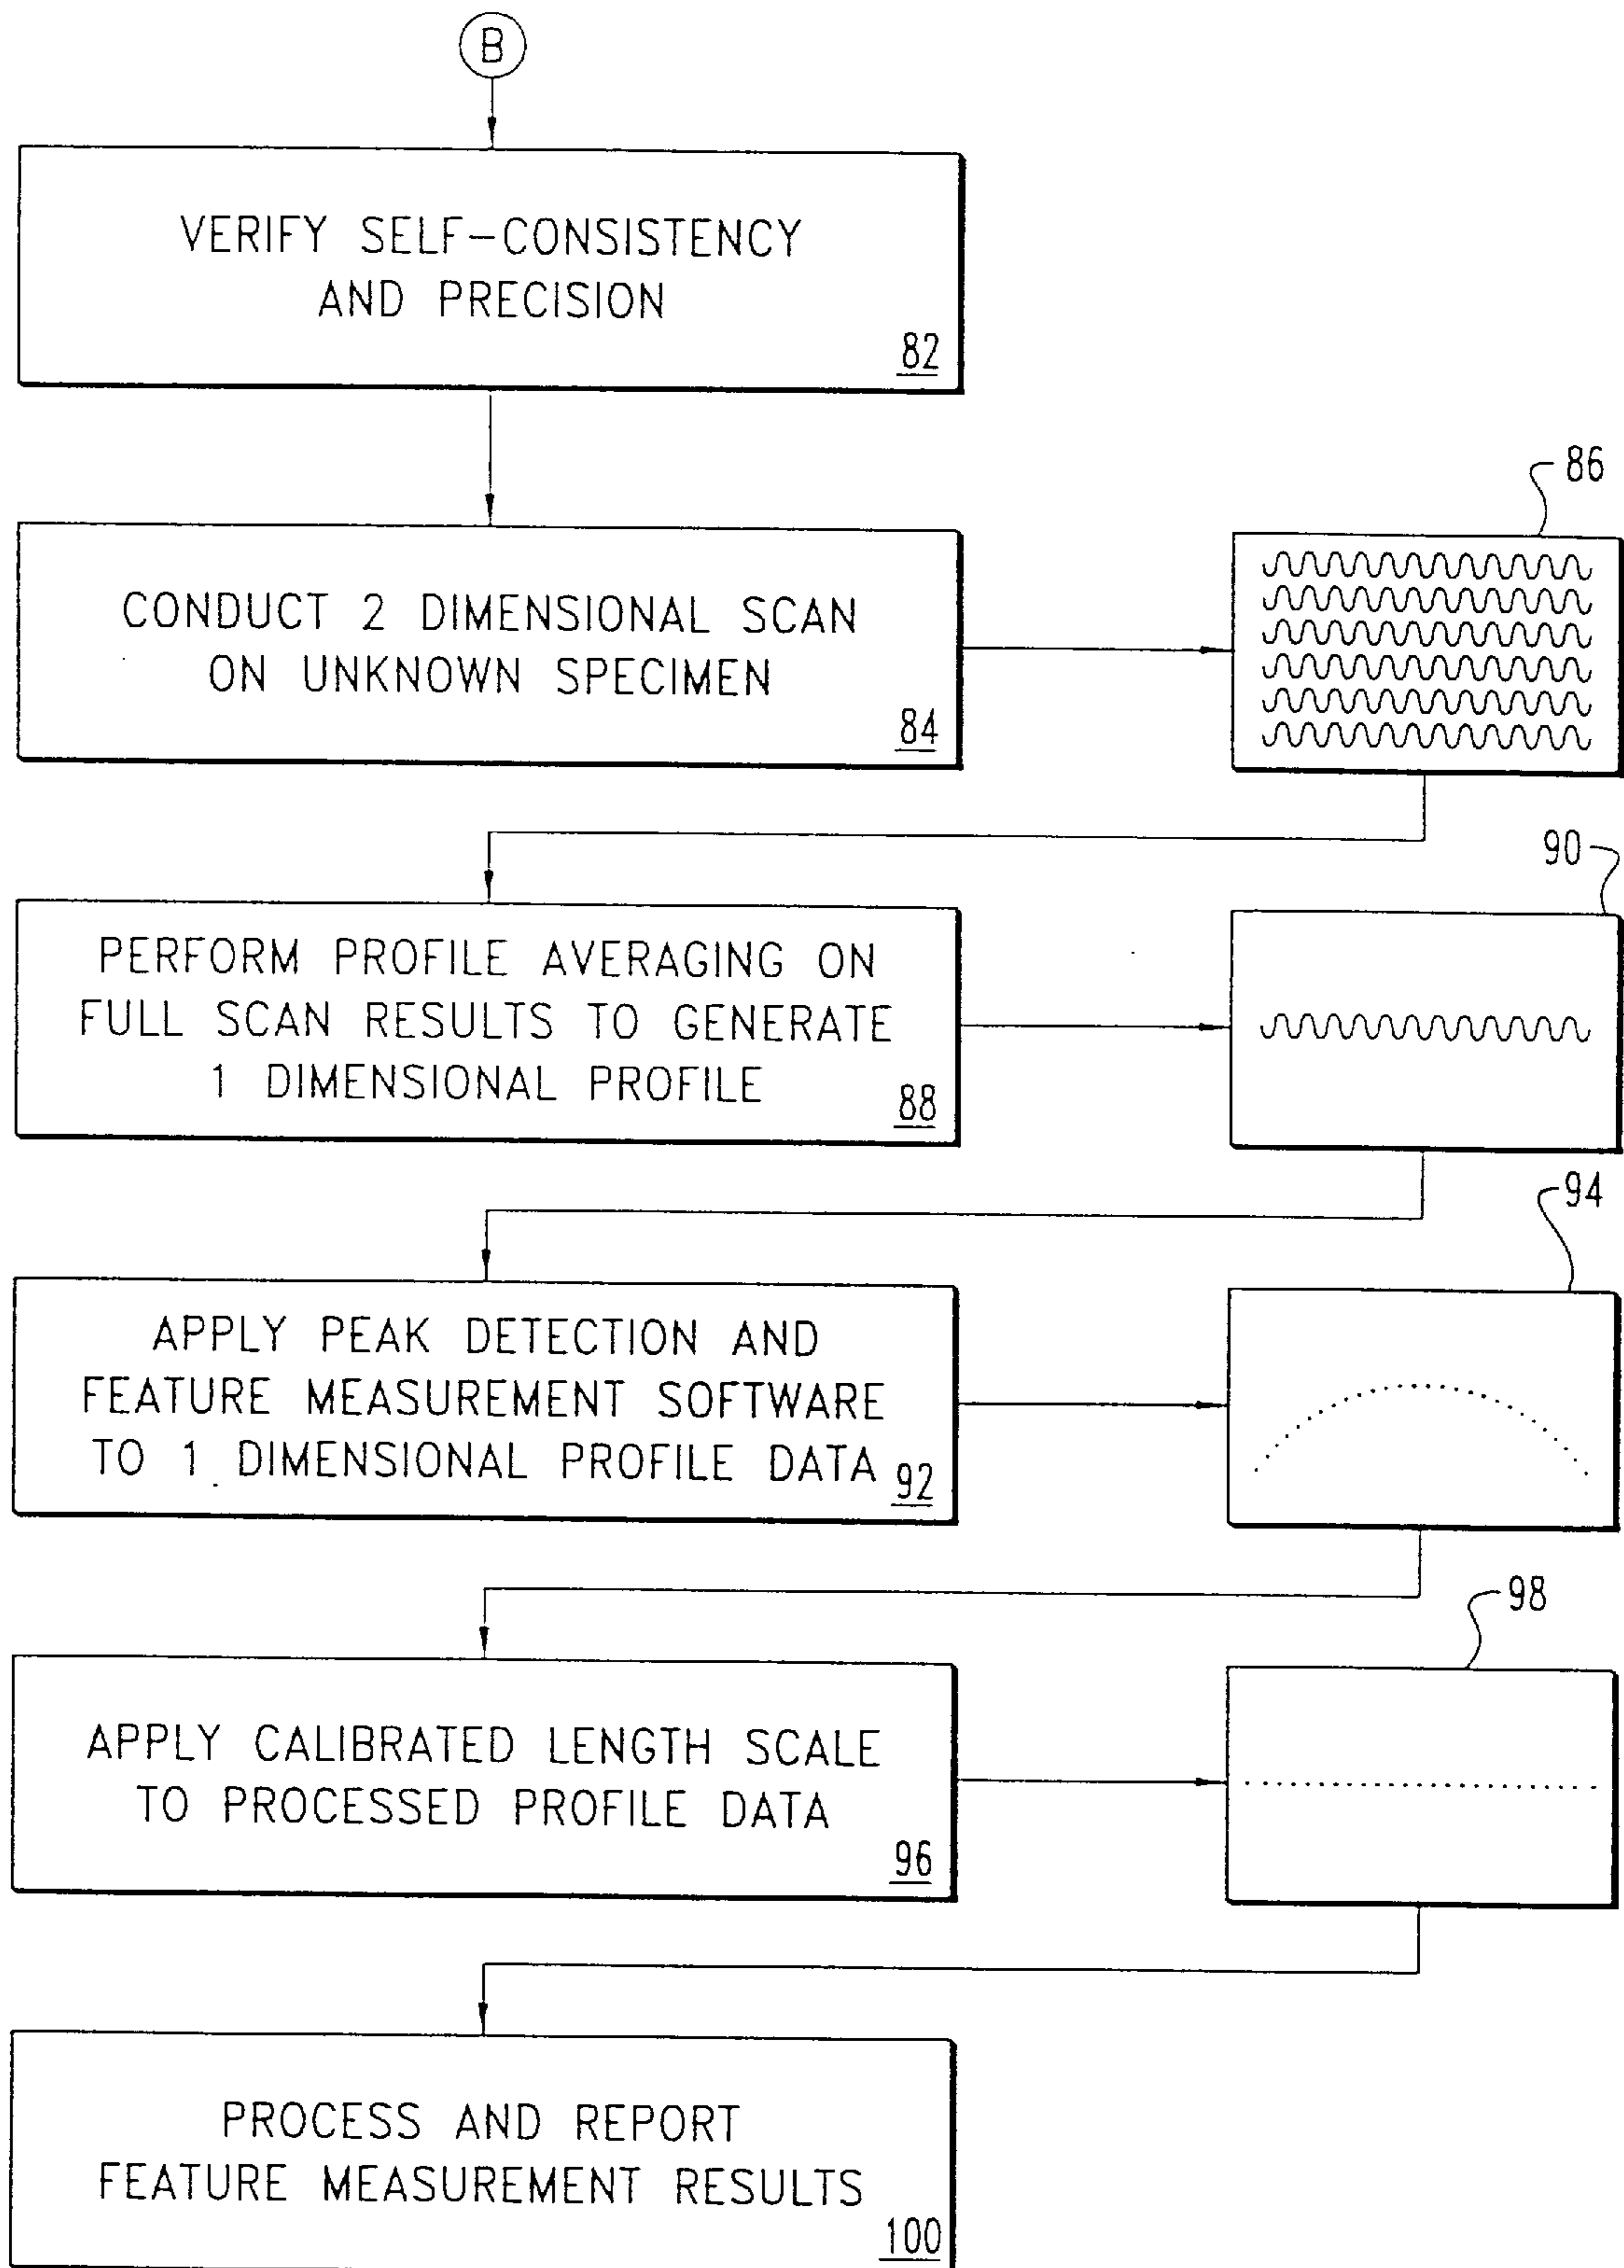 B
VERIFY SELF-CONSISTENCY
AND PRECISION
82
86
CONDUCT 2 DIMENSIONAL SCAN
ON UNKNOWN SPECIMEN
84
90
PERFORM PROFILE AVERAGING ON
FULL SCAN RESULTS TO GENERATE
1 DIMENSIONAL PROFILE
88
94
APPLY PEAK DETECTION AND
FEATURE MEASUREMENT SOFTWARE
TO 1 DIMENSIONAL PROFILE DATA
92
98
APPLY CALIBRATED LENGTH SCALE
TO PROCESSED PROFILE DATA
96
PROCESS AND REPORT
FEATURE MEASUREMENT RESULTS
100